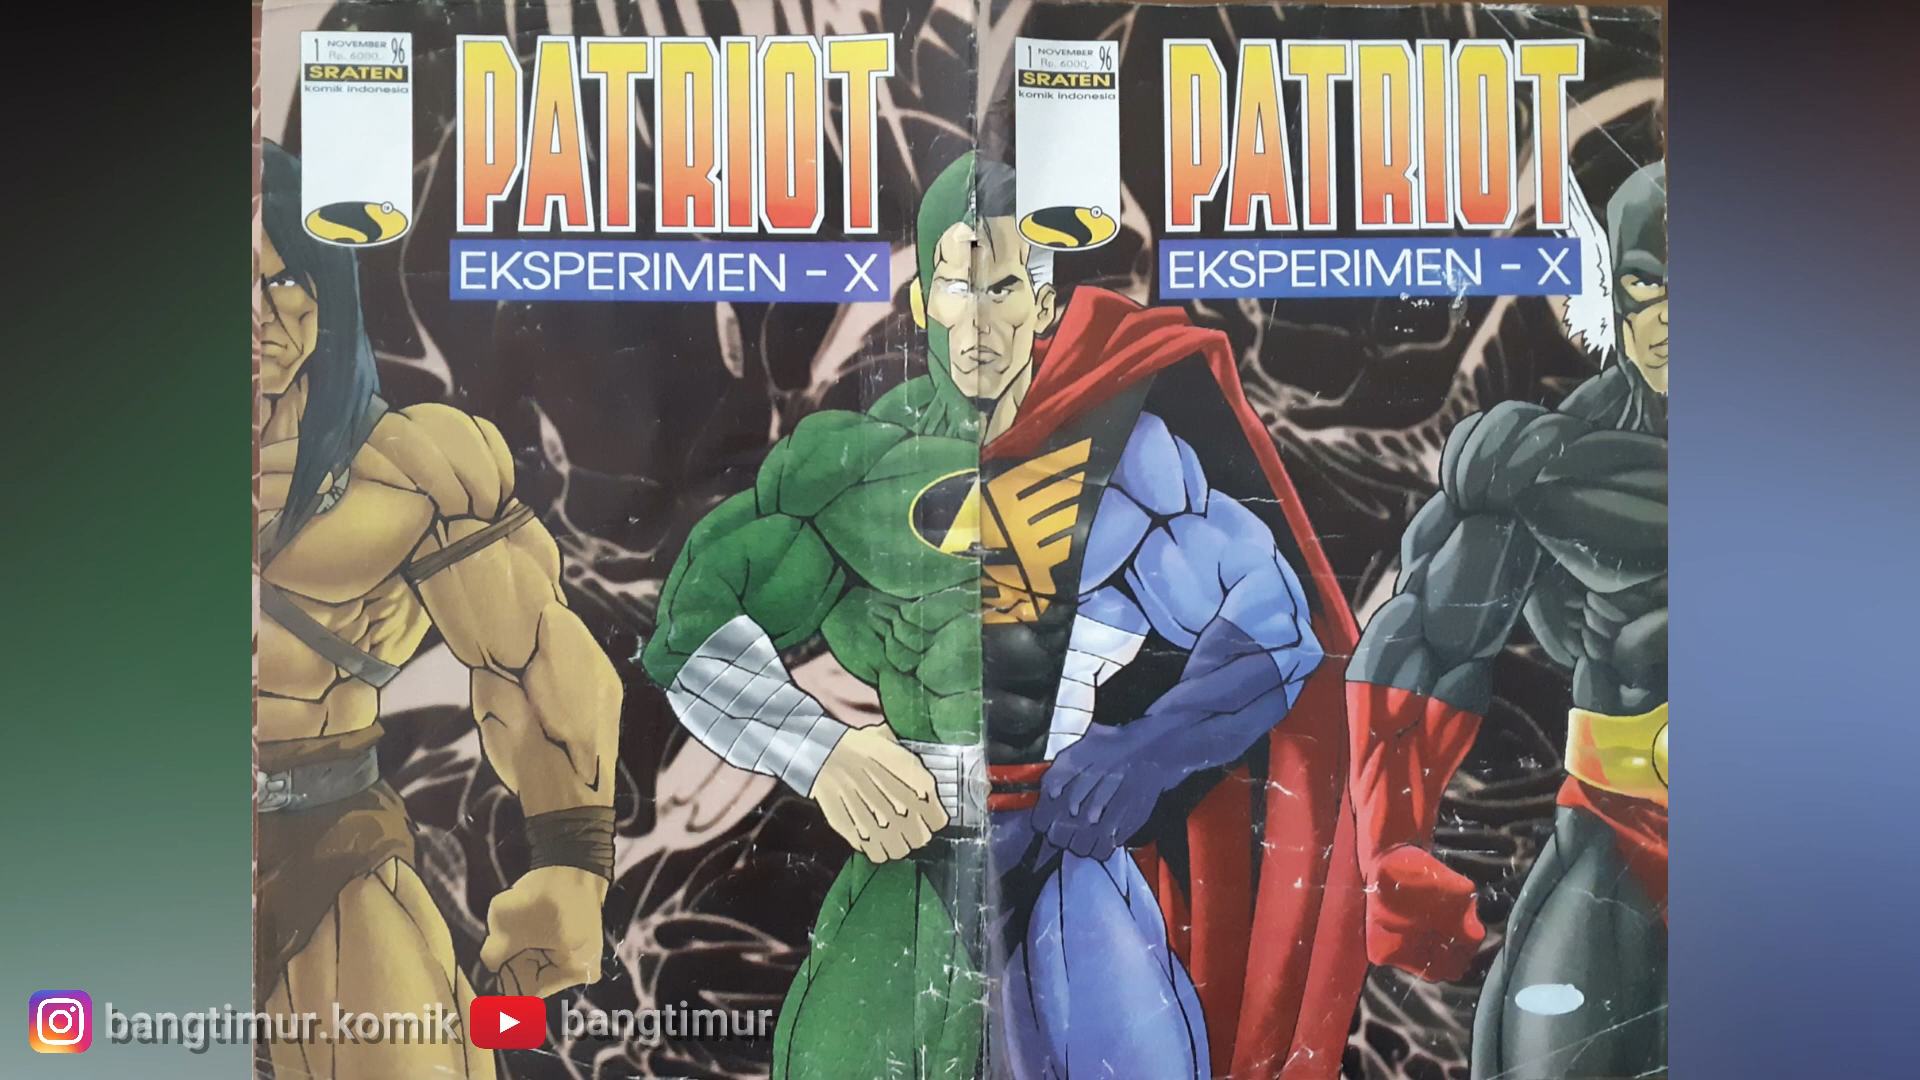 1 NOVEMBER 96
Rp. 6000,-
SRATEN
komik indonesia
PATRIOT
EKSPERIMEN - X
1 NOVEMBER 96
Rp. 6000,-
SRATEN
komik indonesia
PATRIOT
EKSPERIMEN - X
A
bangtimur.komik
bangtimur